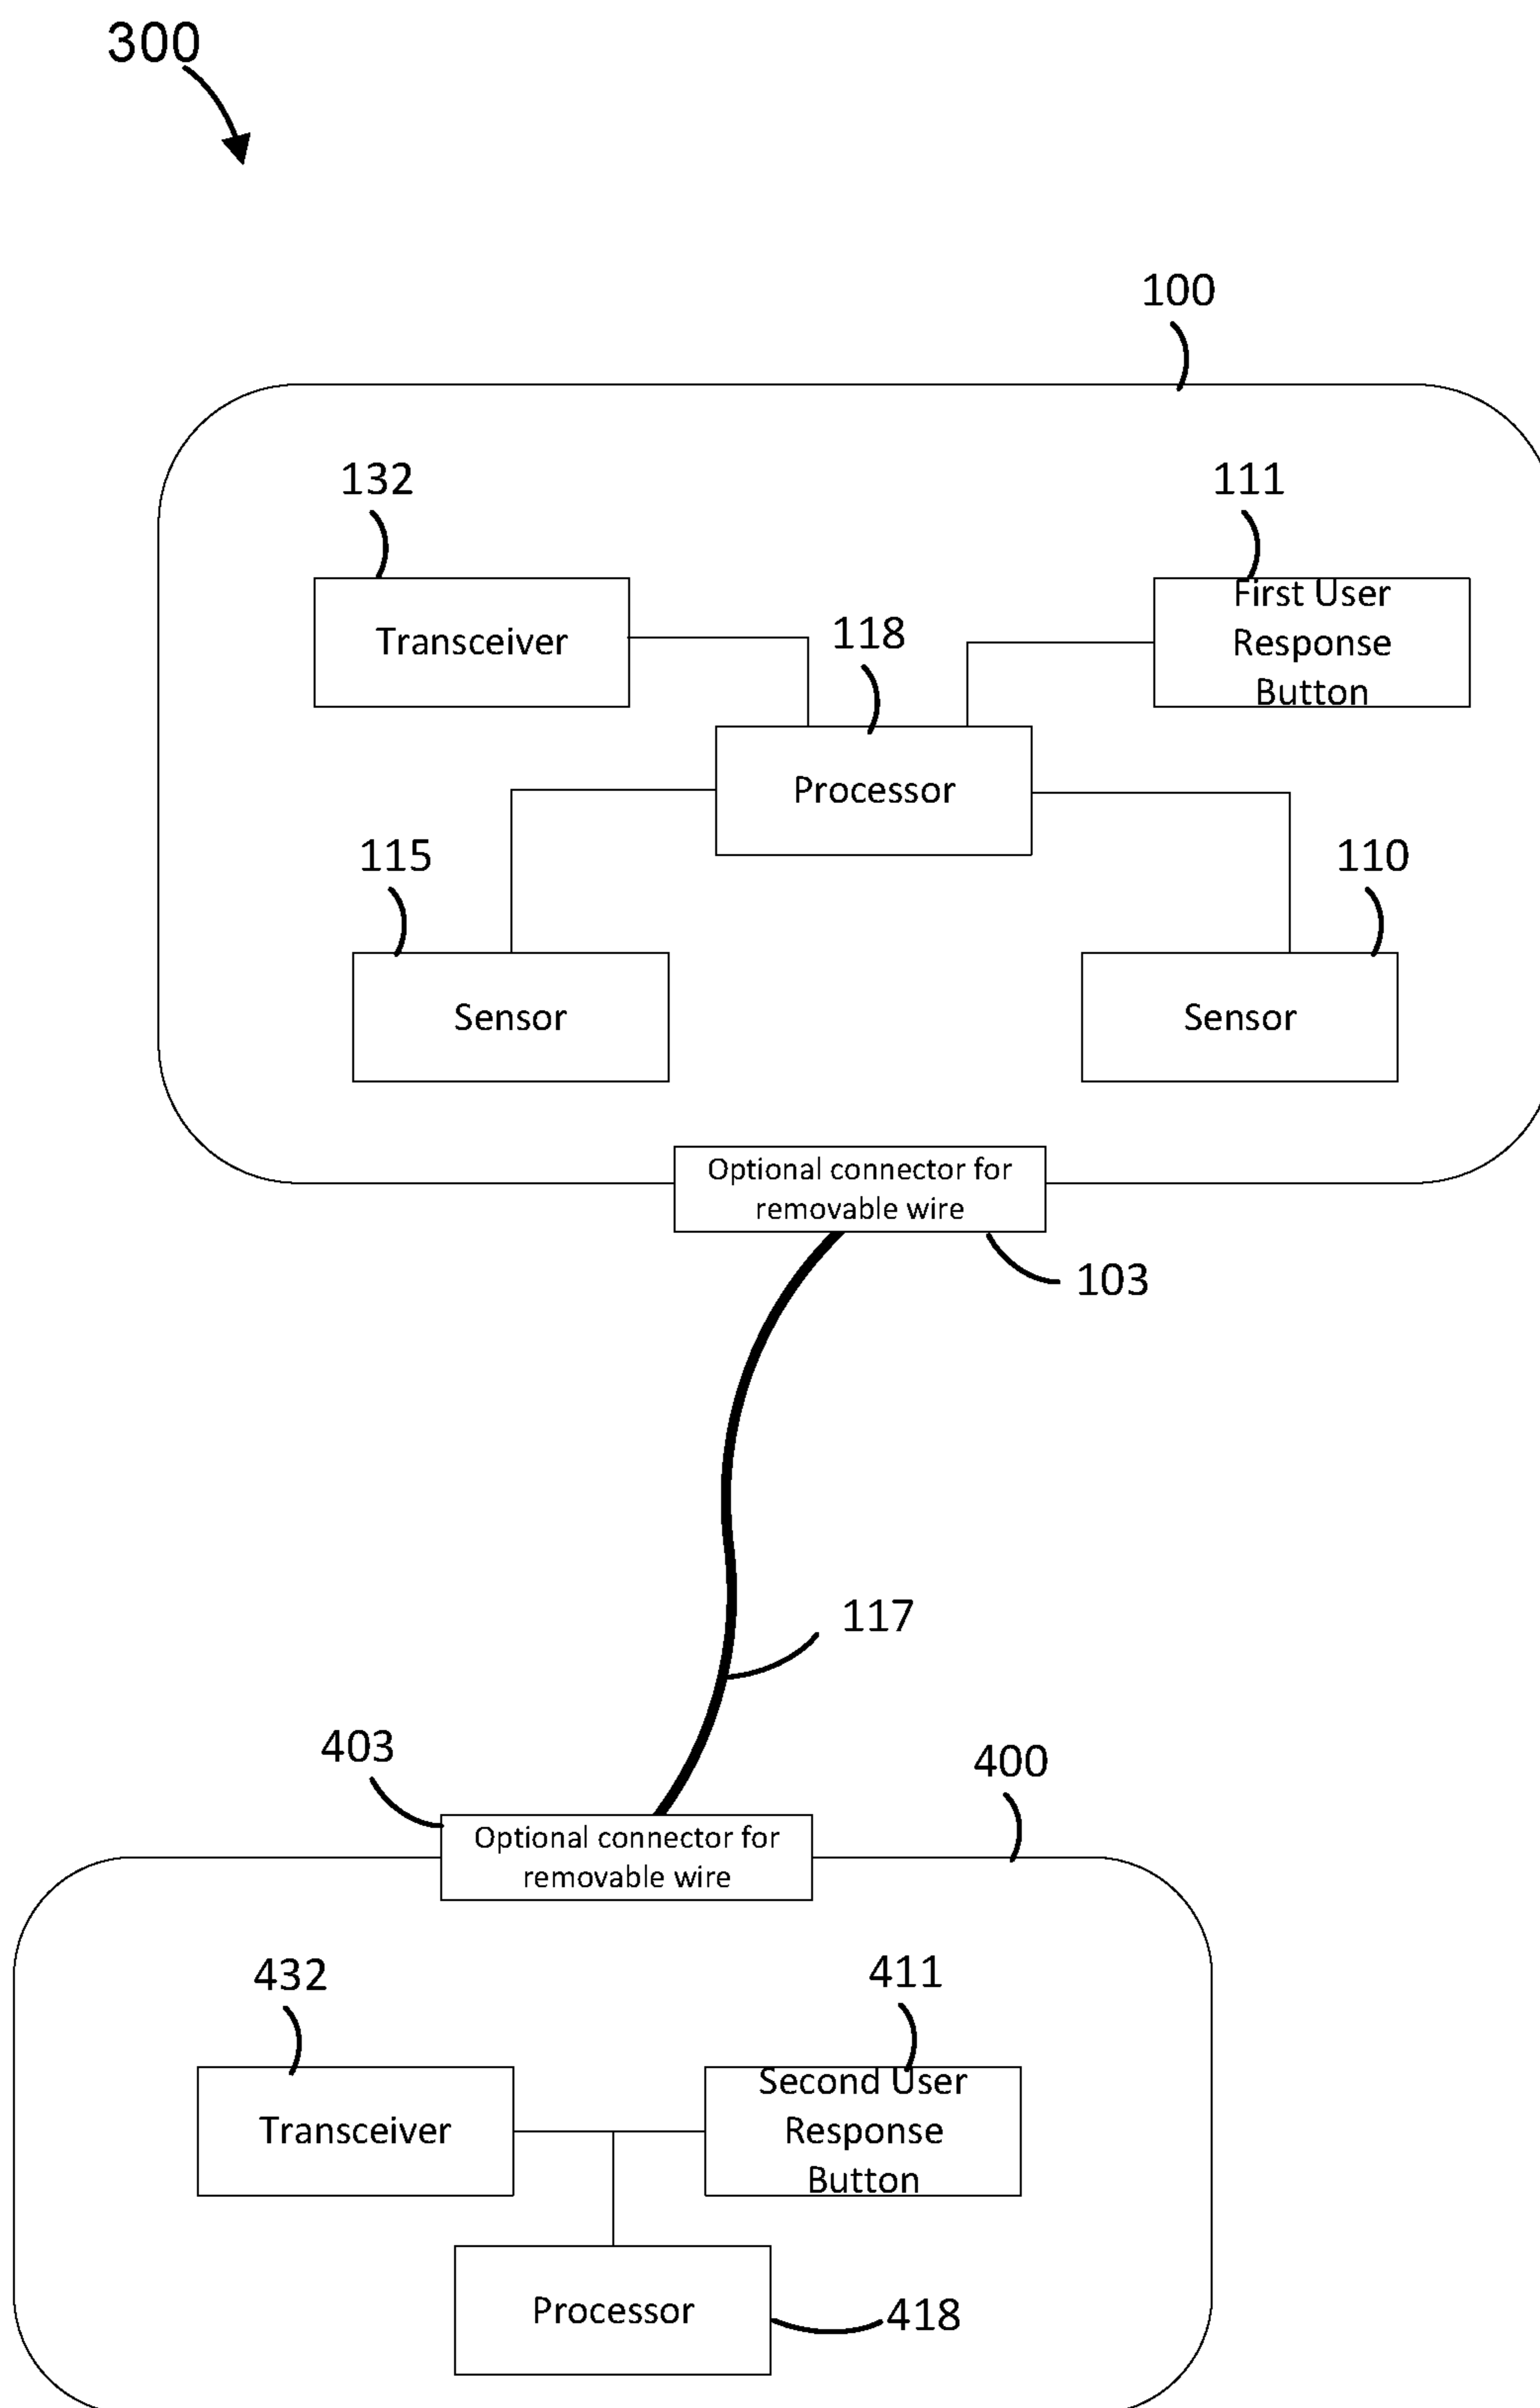 300
100
132
111
Transceiver
First User
Response
Button
118
Processor
115
110
Sensor
Sensor
Optional connector for
removable wire
103
117
403
400
Optional connector for
removable wire
432
411
Transceiver
Second User
Response
Button
Processor
418